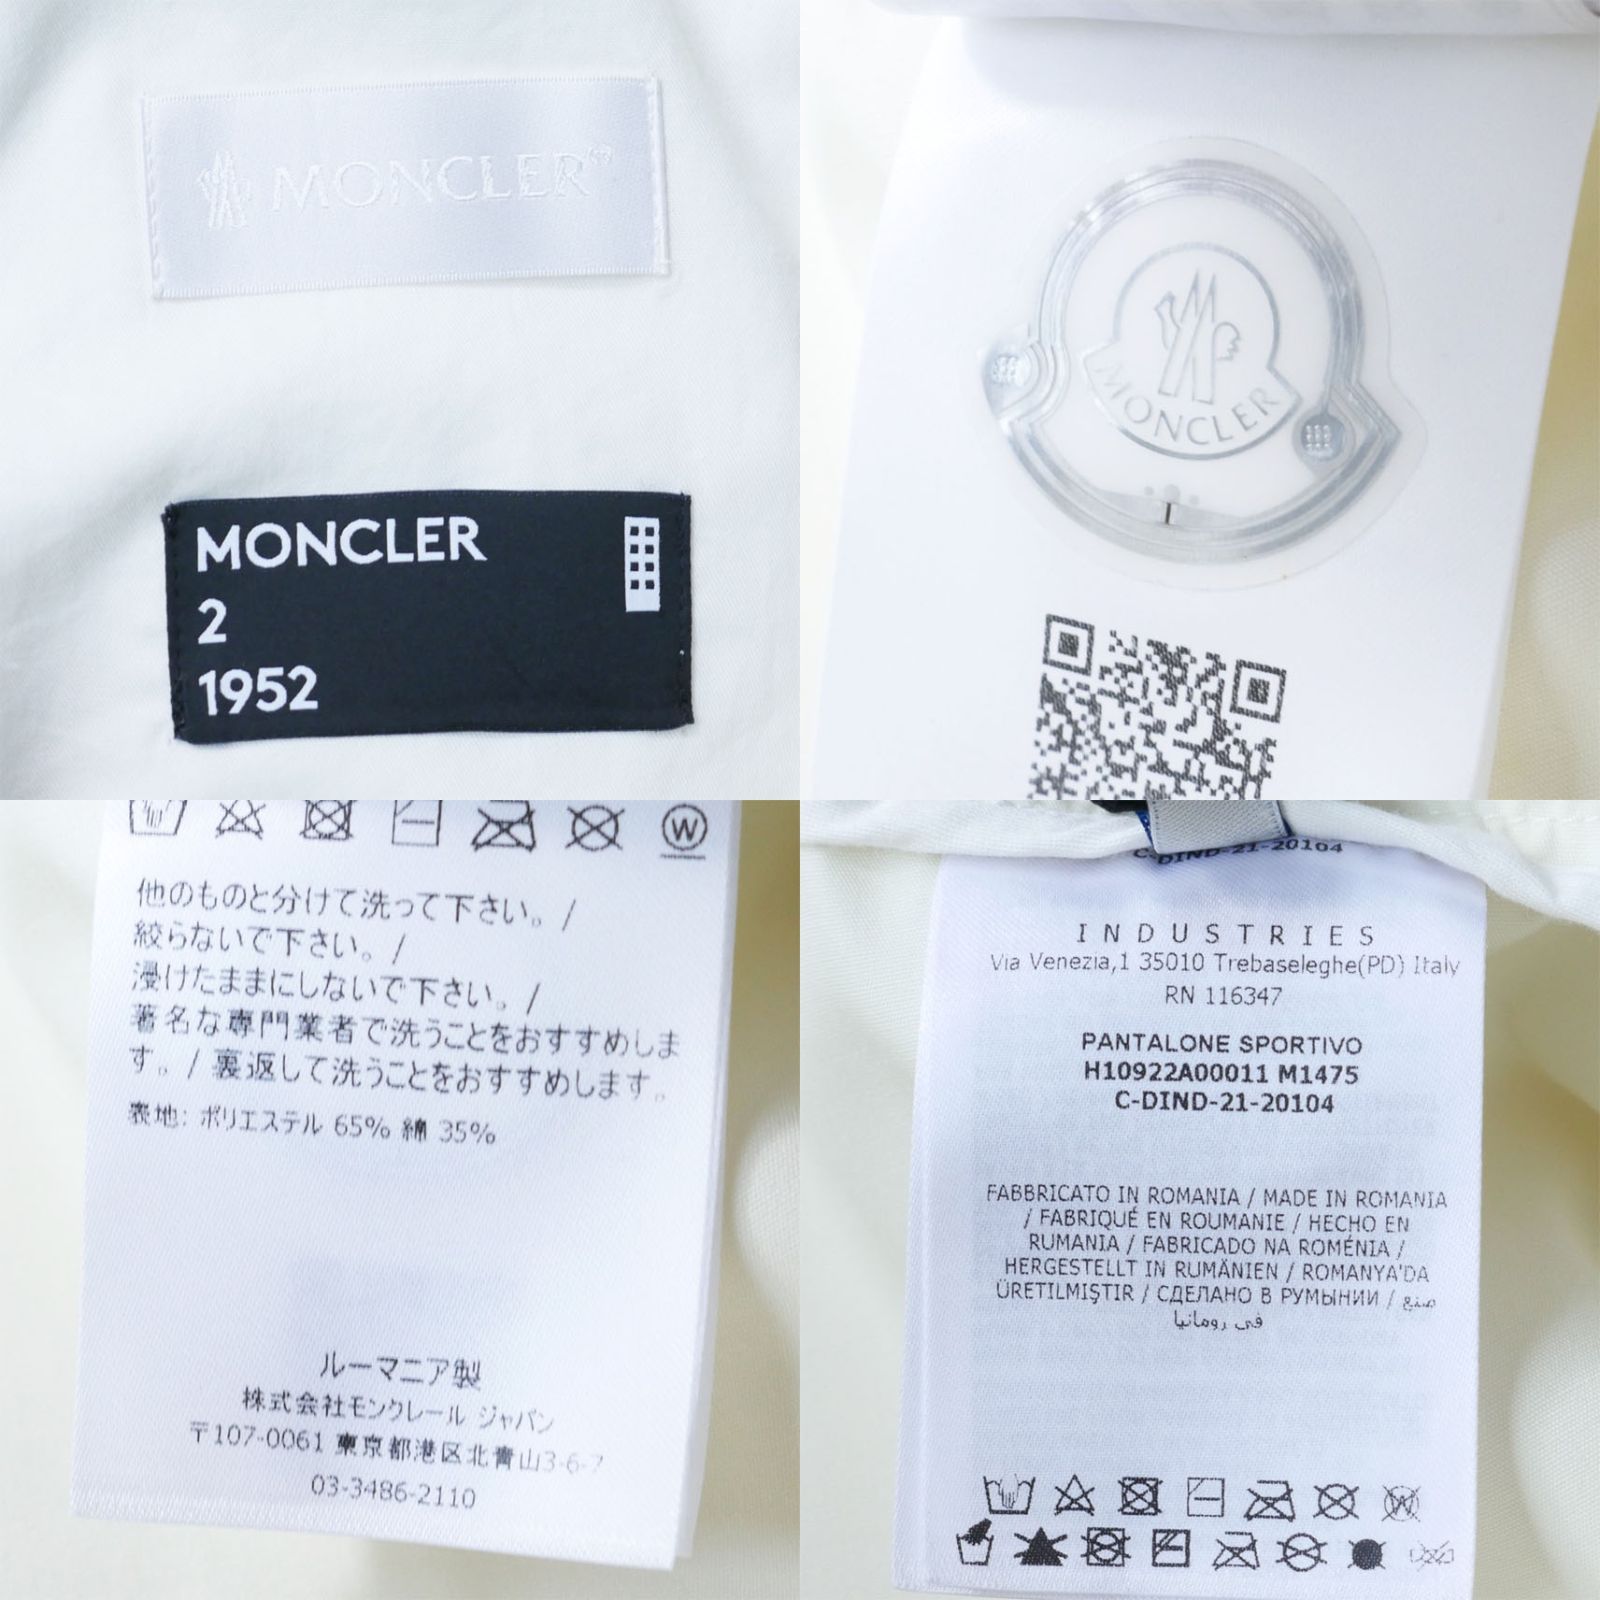 MONCLER
MONCLER
2
1952
MONCLER
W
他のものと分けて洗って下さい。/
絞らないで下さい。/
浸けたままにしないで下さい。/
著名な専門業者で洗うことをおすすめしま
す。/ 裏返して洗うことをおすすめします。
表地: ポリエステル 65% 綿 35%
ルーマニア製
株式会社モンクレール ジャパン
〒107-0061 東京都港区北青山3-6-7
03-3486-2110
C-DIND-21-20104
INDUSTRIES
Via Venezia,1 35010 Trebaseleghe(PD) Italy
RN 116347
PANTALONE SPORTIVO
H10922A00011 M1475
C-DIND-21-20104
FABBRICATO IN ROMANIA / MADE IN ROMANIA
/ FABRIQUÉ EN ROUMANIE / HECHO EN
RUMANIA / FABRICADO NA ROMÉNIA /
HERGESTELLT IN RUMÄNIEN / ROMANYA'DA
ÜRETILMIŞTIR / СДЕЛАНО В РУМЫНИИ / صنع
في رومانيا
W